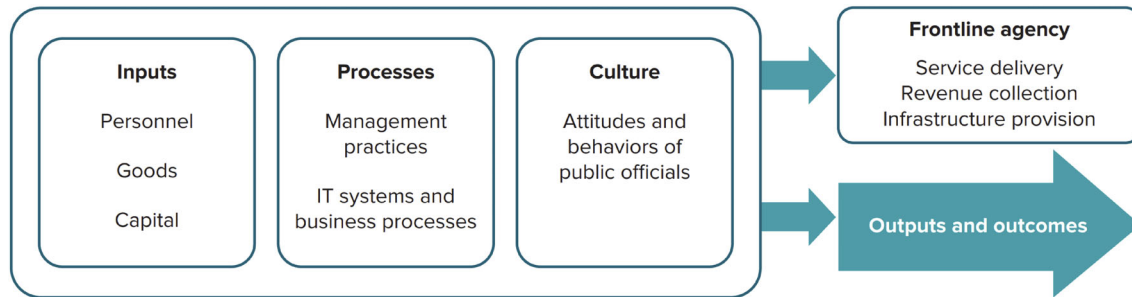 Inputs
Personnel
Goods
Capital
Processes
Management
practices
IT systems and
business processes
Culture
Attitudes and
behaviors of
public officials
Frontline agency
Service delivery
Revenue collection
Infrastructure provision
Outputs and outcomes